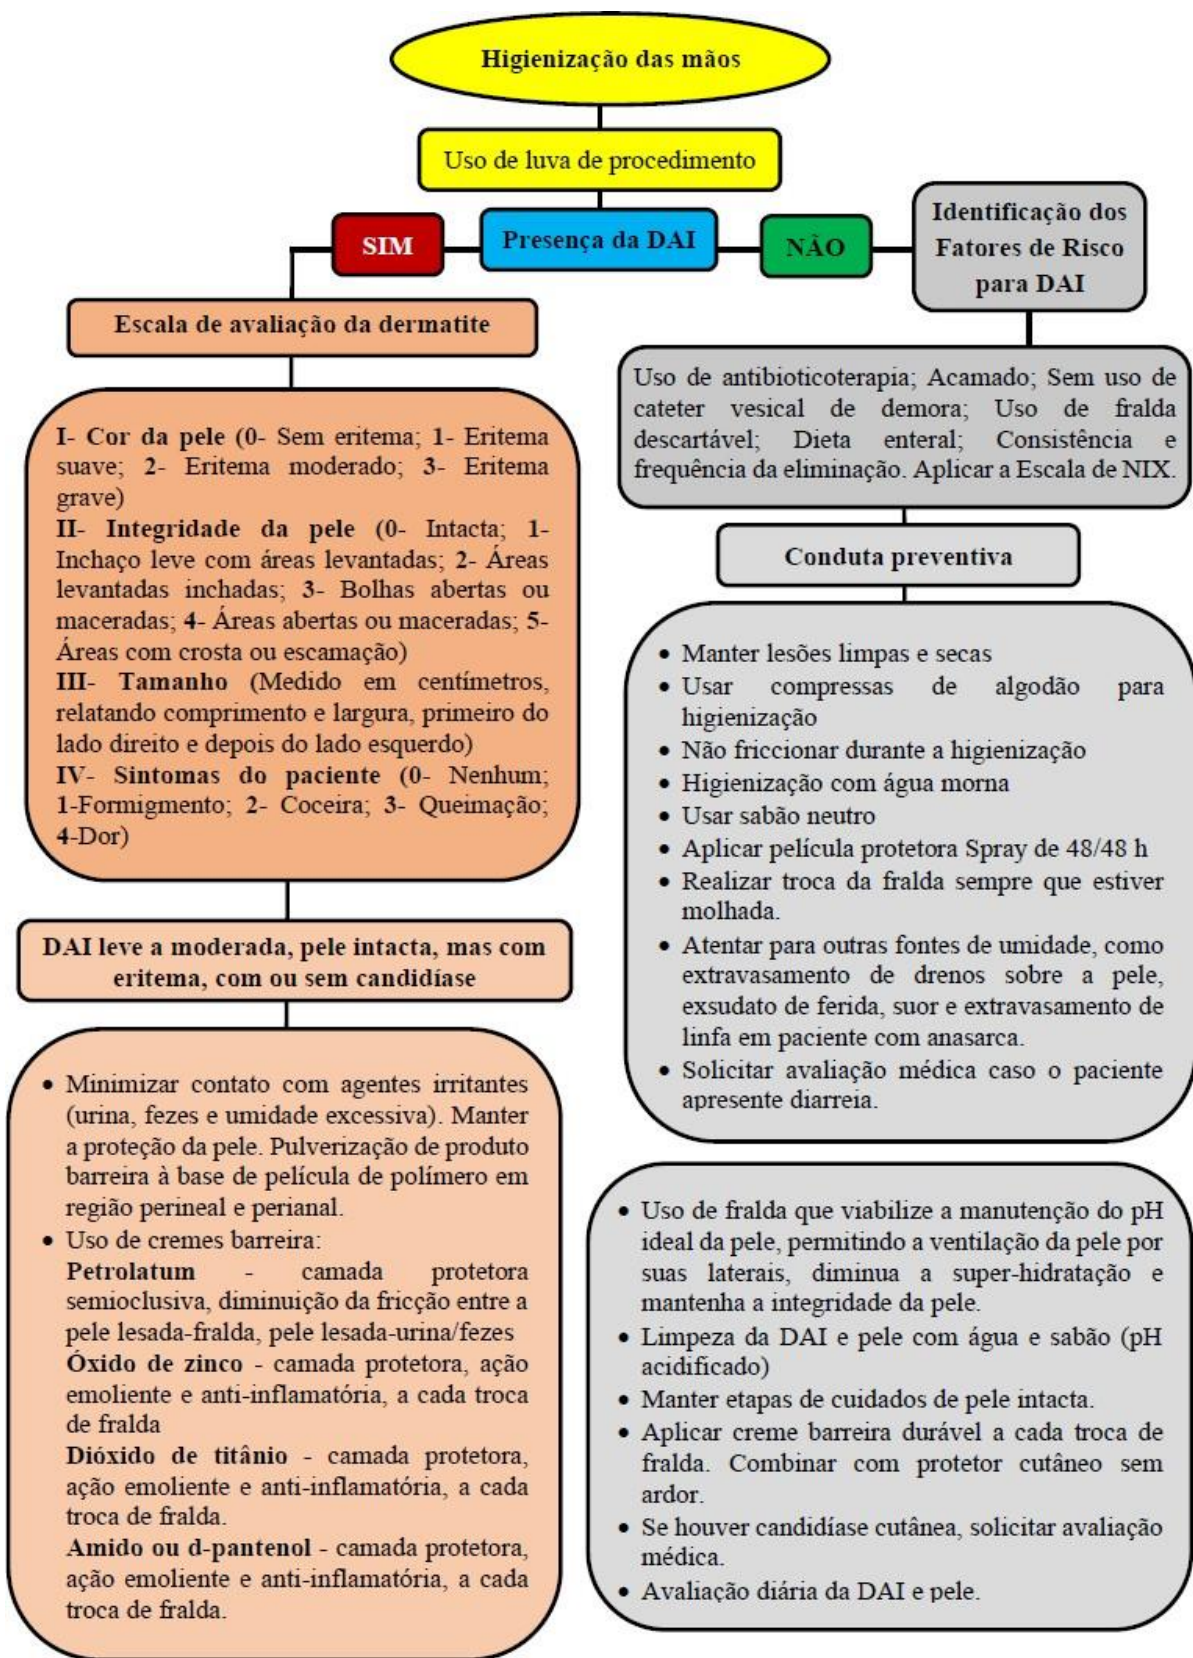 Higienização das mãos
Uso de luva de procedimento
SIM
Presença da DAI
NÃO
Identificação dos
Fatores de Risco
para DAI
Escala de avaliação da dermatite
I- Cor da pele (0- Sem eritema; 1- Eritema
suave; 2- Eritema moderado; 3- Eritema
grave)
II- Integridade da pele (0- Intacta; 1-
Inchaço leve com áreas levantadas; 2- Áreas
levantadas inchadas; 3- Bolhas abertas ou
maceradas; 4- Áreas abertas ou maceradas; 5-
Áreas com crosta ou escamação)
III- Tamanho (Medido em centímetros,
relatando comprimento e largura, primeiro do
lado direito e depois do lado esquerdo)
IV- Sintomas do paciente (0- Nenhum;
1-Formigmento; 2- Coceira; 3- Queimação;
4-Dor)
DAI leve a moderada, pele intacta, mas com
eritema, com ou sem candidíase
• Minimizar contato com agentes irritantes
(urina, fezes e umidade excessiva). Manter
a proteção da pele. Pulverização de produto
barreira à base de película de polímero em
região perineal e perianal.
• Uso de cremes barreira:
Petrolatum - camada protetora
semioclusiva, diminuição da fricção entre a
pele lesada-fralda, pele lesada-urina/fezes
Óxido de zinco - camada protetora, ação
emoliente e anti-inflamatória, a cada troca
de fralda
Dióxido de titânio - camada protetora,
ação emoliente e anti-inflamatória, a cada
troca de fralda.
Amido ou d-pantenol - camada protetora,
ação emoliente e anti-inflamatória, a cada
troca de fralda.
Uso de antibioticoterapia; Acamado; Sem uso de
cateter vesical de demora; Uso de fralda
descartável; Dieta enteral; Consistência e
frequência da eliminação. Aplicar a Escala de NIX.
Conduta preventiva
• Manter lesões limpas e secas
• Usar compressas de algodão para
higienização
• Não friccionar durante a higienização
• Higienização com água morna
• Usar sabão neutro
• Aplicar película protetora Spray de 48/48 h
• Realizar troca da fralda sempre que estiver
molhada.
• Atentar para outras fontes de umidade, como
extravasamento de drenos sobre a pele,
exsudato de ferida, suor e extravasamento de
linfa em paciente com anasarca.
• Solicitar avaliação médica caso o paciente
apresente diarreia.
• Uso de fralda que viabilize a manutenção do pH
ideal da pele, permitindo a ventilação da pele por
suas laterais, diminua a super-hidratação e
mantenha a integridade da pele.
• Limpeza da DAI e pele com água e sabão (pH
acidificado)
• Manter etapas de cuidados de pele intacta.
• Aplicar creme barreira durável a cada troca de
fralda. Combinar com protetor cutâneo sem
ardor.
• Se houver candidíase cutânea, solicitar avaliação
médica.
• Avaliação diária da DAI e pele.